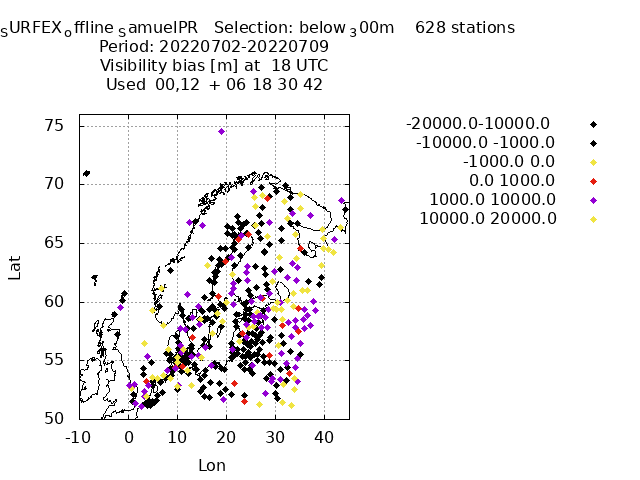 SURFEXoffline SamuelPR Selection: below 300m 628 stations
Period: 20220702-20220709
Visibility bias [m] at 18 UTC
Used 00,12 + 06 18 30 42
-20000.0-10000.0
-10000.0 -1000.0
-1000.0 0.0
0.0 1000.0
1000.0 10000.0
10000.0 20000.0
75
70
65
60
55
50
Lat
-10 0 10 20 30 40
Lon